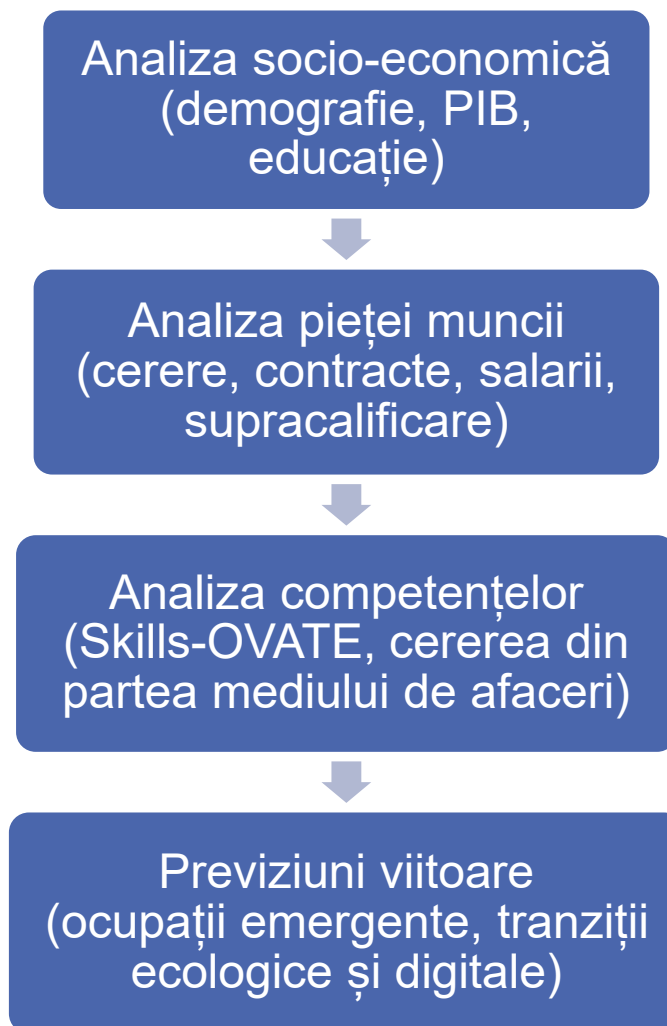 Analiza socio-economică
(demografie, PIB,
educație)
Analiza pieței muncii
(cerere, contracte, salarii,
supracalificare)
Analiza competențelor
(Skills-OVATE, cererea din
partea mediului de afaceri)
Previziuni viitoare
(ocupații emergente, tranziții
ecologice și digitale)